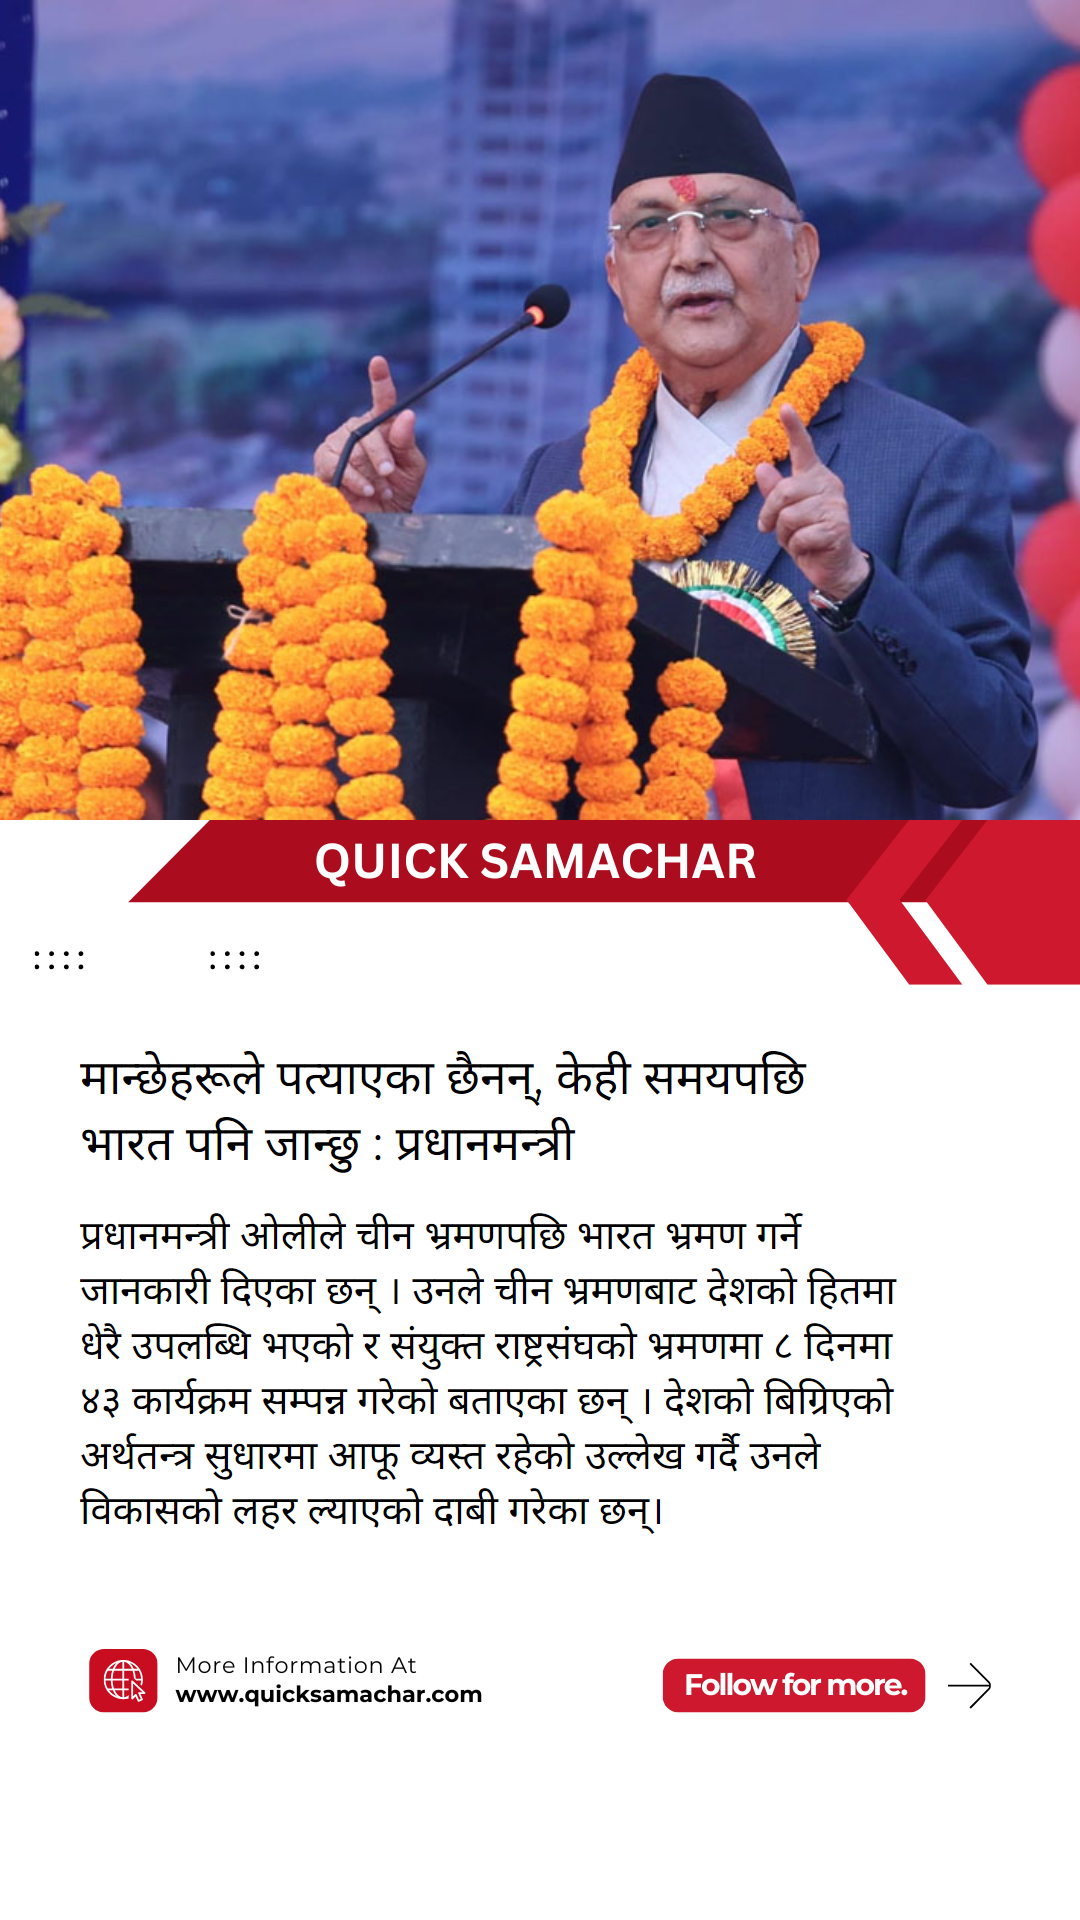 QUICK SAMACHAR
मान्छेहरूले पत्याएका छैनन्, केही समयपछि
भारत पनि जान्छु : प्रधानमन्त्री
प्रधानमन्त्री ओलीले चीन भ्रमणपछि भारत भ्रमण गर्ने
जानकारी दिएका छन् । उनले चीन भ्रमणबाट देशको हितमा
धेरै उपलब्धि भएको र संयुक्त राष्ट्रसंघको भ्रमणमा ८ दिनमा
४३ कार्यक्रम सम्पन्न गरेको बताएका छन् । देशको बिग्रिएको
अर्थतन्त्र सुधारमा आफू व्यस्त रहेको उल्लेख गर्दै उनले
विकासको लहर ल्याएको दाबी गरेका छन्।
More Information At
www.quicksamachar.com
Follow for more.